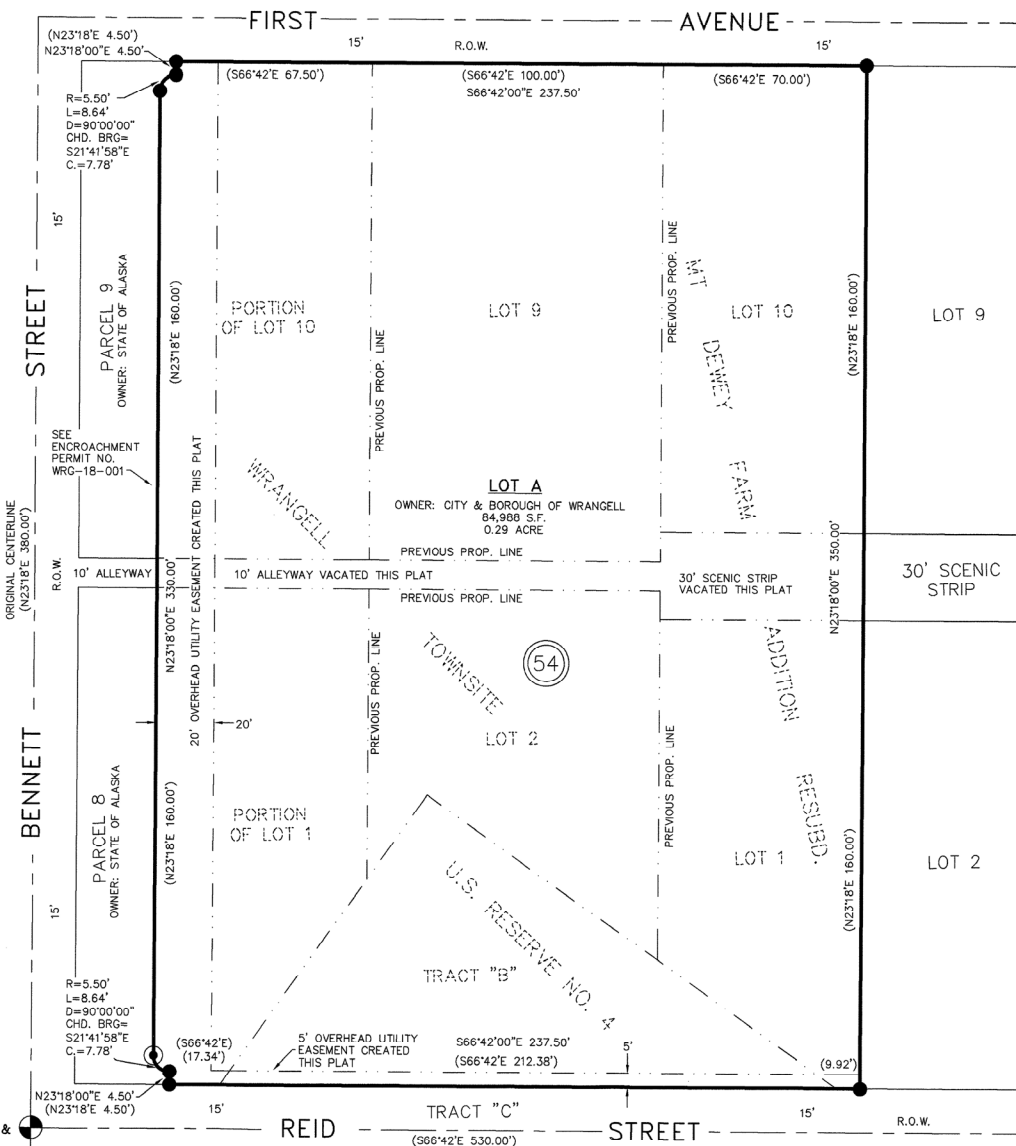 FIRST AVENUE
(N23°18'E 4.50')
N23°18'00"E 4.50'
15'
R.O.W.
15'
(S66°42'E 67.50')
(S66°42'E 100.00')
(S66°42'E 70.00')
S66°42'00"E 237.50'
R=5.50'
L=8.64'
D=90°00'00"
CHD. BRG=
S21°41'58"E
C.=7.78'
15'
STREET
PARCEL 9
OWNER: STATE OF ALASKA
(N23°18'E 160.00')
PORTION
OF LOT 10
PREVIOUS PROP. LINE
LOT 9
PREVIOUS PROP. LINE
MT
DEWEY
FARM
LOT 10
(N23°18'E 160.00')
LOT 9
SEE
ENCROACHMENT
PERMIT NO.
WRG-18-001
WRANGELL
LOT A
OWNER: CITY & BOROUGH OF WRANGELL
84,988 S.F.
0.29 ACRE
ORIGINAL CENTERLINE
(N23°18'E 380.00')
R.O.W.
PREVIOUS PROP. LINE
10' ALLEYWAY
10' ALLEYWAY VACATED THIS PLAT
PREVIOUS PROP. LINE
30' SCENIC STRIP
VACATED THIS PLAT
30' SCENIC
STRIP
N23°18'00"E 330.00'
20' OVERHEAD UTILITY EASEMENT CREATED THIS PLAT
N23°18'00"E 350.00'
TOWNSITE
54
ADDITION
20'
PREVIOUS PROP. LINE
LOT 2
PREVIOUS PROP. LINE
BENNETT
PARCEL 8
OWNER: STATE OF ALASKA
(N23°18'E 160.00')
PORTION
OF LOT 1
RESUBD.
LOT 1
(N23°18'E 160.00')
LOT 2
15'
U.S. RESERVE NO. 4
TRACT "B"
R=5.50'
L=8.64'
D=90°00'00"
CHD. BRG=
S21°41'58"E
C.=7.78'
(S66°42'E)
(17.34')
5' OVERHEAD UTILITY
EASEMENT CREATED
THIS PLAT
S66°42'00"E 237.50'
(S66°42'E 212.38')
5'
(9.92')
N23°18'00"E 4.50'
(N23°18'E 4.50')
15'
TRACT "C"
15'
&
REID STREET
R.O.W.
(S66°42'E 530.00')